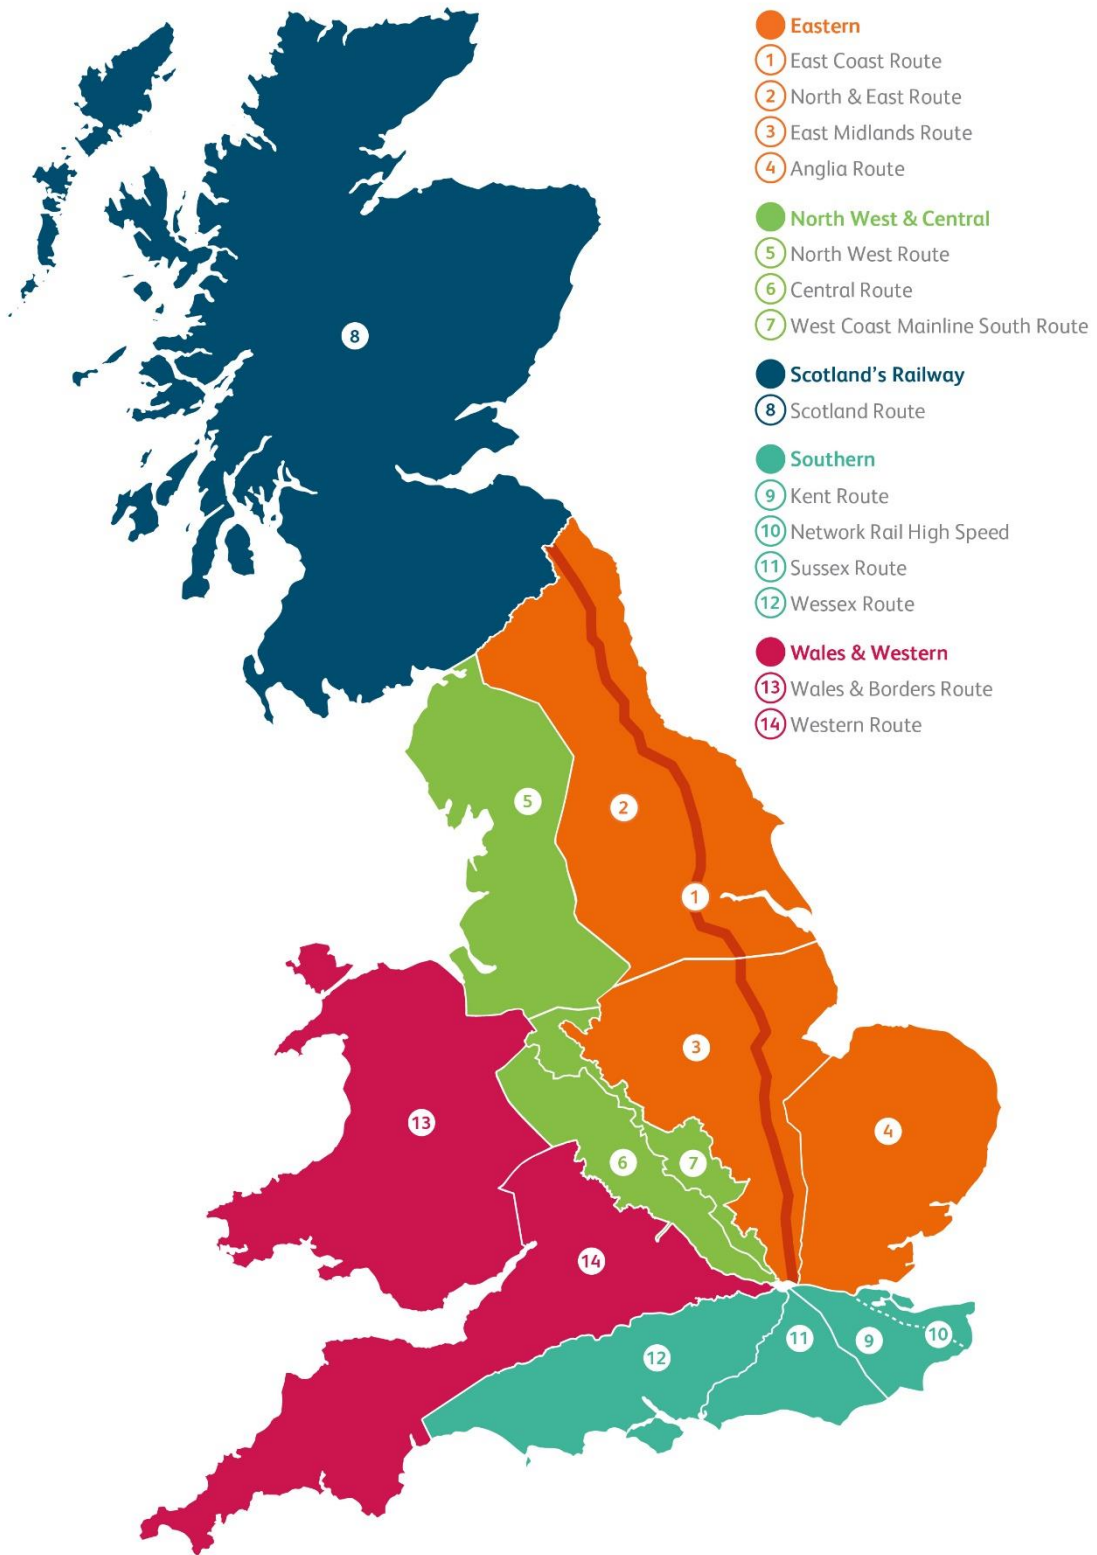 Eastern
1 East Coast Route
2 North & East Route
3 East Midlands Route
4 Anglia Route
North West & Central
5 North West Route
6 Central Route
7 West Coast Mainline South Route
Scotland's Railway
8 Scotland Route
Southern
9 Kent Route
10 Network Rail High Speed
11 Sussex Route
12 Wessex Route
Wales & Western
13 Wales & Borders Route
14 Western Route
8
5
2
1
3
13
4
6
7
14
12
11
9
10